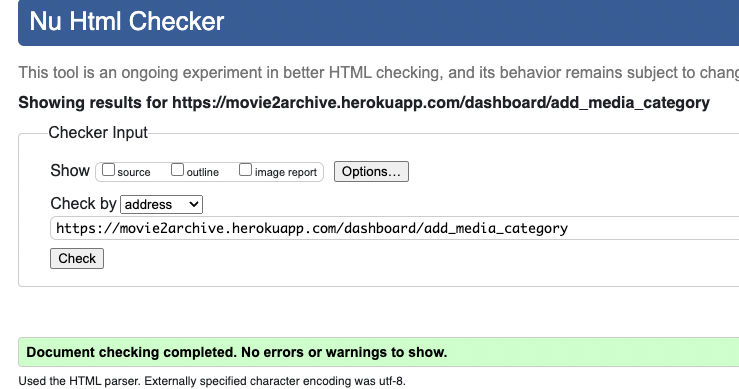 Nu Html Checker
This tool is an ongoing experiment in better HTML checking, and its behavior remains subject to
Showing results for https://movie2archive.herokuapp.com/dashboard/add_media_category
Checker Input
Show source outline image report Options...
Check by address
https://movie2archive.herokuapp.com/dashboard/add_media_category
Check
Document checking completed. No errors or warnings to show.
Used the HTML parser. Externally specified character encoding was utf-8.